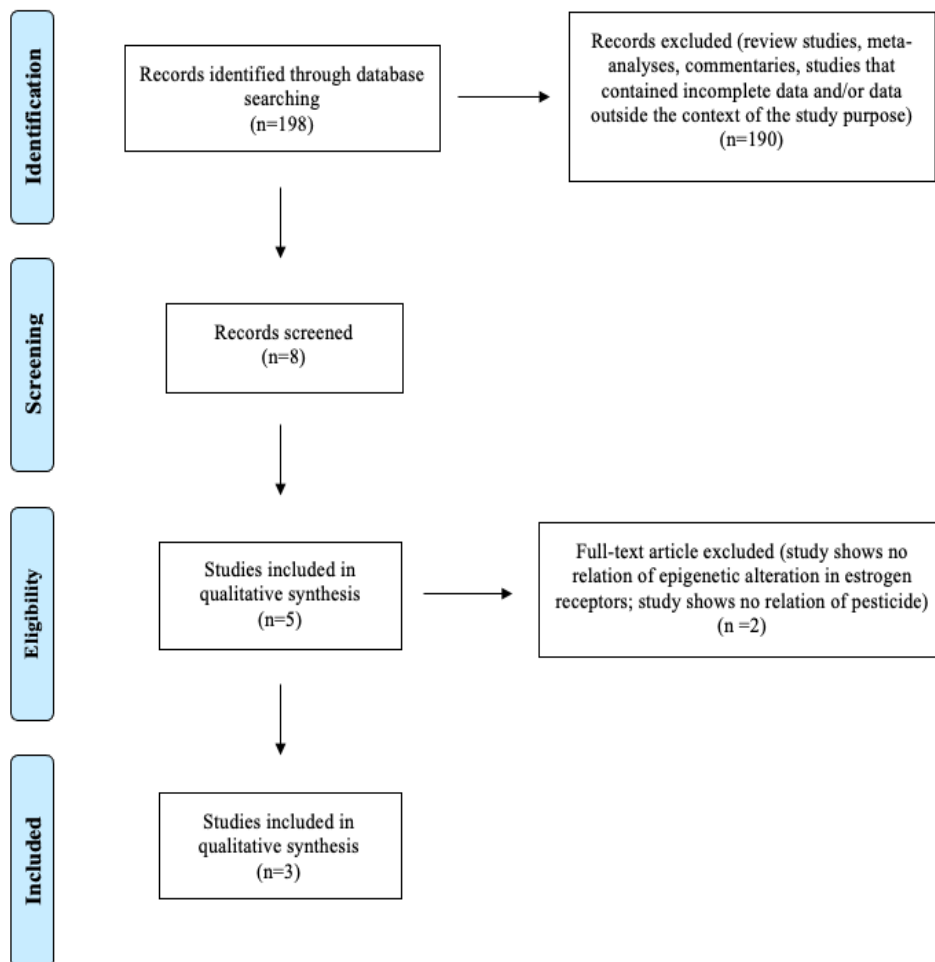 Identification
Records identified through database
searching
(n=198)
Records excluded (review studies, meta-
analyses, commentaries, studies that
contained incomplete data and/or data
outside the context of the study purpose)
(n=190)
Screening
Records screened
(n=8)
Eligibility
Studies included in
qualitative synthesis
(n=5)
Full-text article excluded (study shows no
relation of epigenetic alteration in estrogen
receptors; study shows no relation of pesticide)
(n =2)
Included
Studies included in
qualitative synthesis
(n=3)